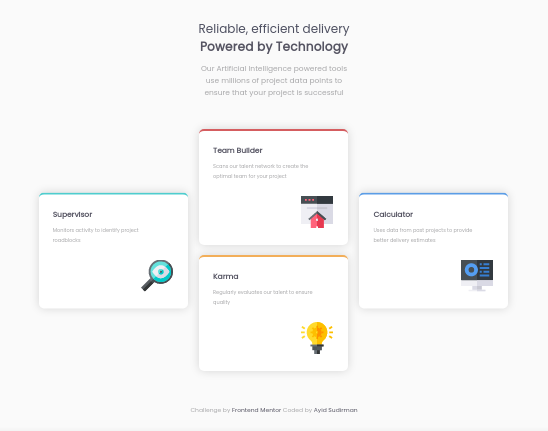 Reliable, efficient delivery
Powered by Technology
Our Artificial Intelligence powered tools
use millions of project data points to
ensure that your project is successful
Team Builder
Scans our talent network to create the
optimal team for your project
Supervisor
Monitors activity to identify project
roadblocks
Calculator
Uses data from past projects to provide
better delivery estimates
Karma
Regularly evaluates our talent to ensure
quality
Challenge by Frontend Mentor Coded by Ayid Sudirman